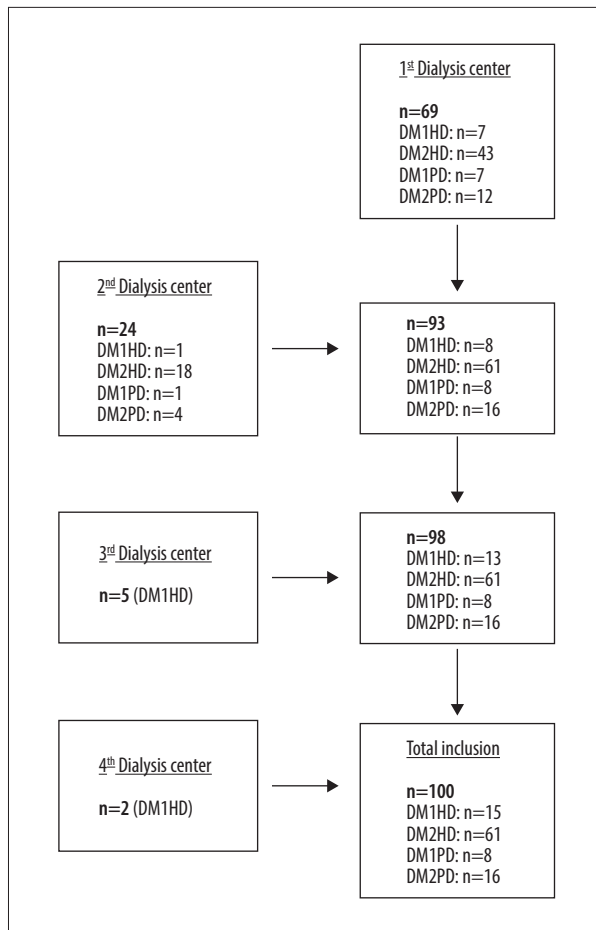 1st Dialysis center
n=69
DM1HD: n=7
DM2HD: n=43
DM1PD: n=7
DM2PD: n=12
2nd Dialysis center
n=24
DM1HD: n=1
DM2HD: n=18
DM1PD: n=1
DM2PD: n=4
n=93
DM1HD: n=8
DM2HD: n=61
DM1PD: n=8
DM2PD: n=16
3rd Dialysis center
n=5 (DM1HD)
n=98
DM1HD: n=13
DM2HD: n=61
DM1PD: n=8
DM2PD: n=16
4th Dialysis center
n=2 (DM1HD)
Total inclusion
n=100
DM1HD: n=15
DM2HD: n=61
DM1PD: n=8
DM2PD: n=16